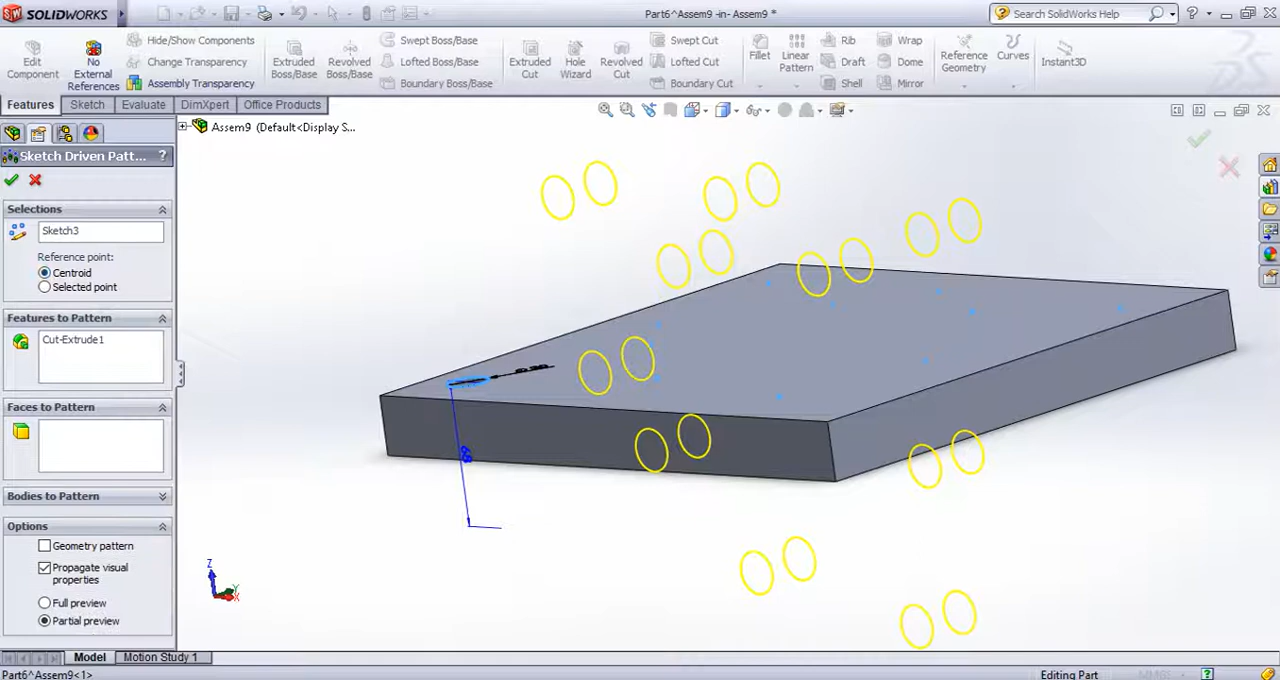 SOLIDWORKS
Part6^Assem9 -in- Assem9 *
Search SolidWorks Help
Edit Component
No External References
Hide/Show Components
Change Transparency
Assembly Transparency
Extruded Boss/Base
Revolved Boss/Base
Swept Boss/Base
Lofted Boss/Base
Boundary Boss/Base
Extruded Cut
Hole Wizard
Revolved Cut
Swept Cut
Lofted Cut
Boundary Cut
Fillet
Linear Pattern
Rib
Draft
Shell
Wrap
Dome
Mirror
Reference Geometry
Curves
Instant3D
Features
Sketch
Evaluate
DimXpert
Office Products
Assem9 (Default<Display S...
Sketch Driven Patt... ?
Selections
Sketch3
Reference point:
Centroid
Selected point
Features to Pattern
Cut-Extrude1
Faces to Pattern
Bodies to Pattern
Options
Geometry pattern
Propagate visual
properties
Full preview
Partial preview
Z
Y
X
Model
Motion Study 1
Part6^Assem9<1>
Editing Part
MMGS